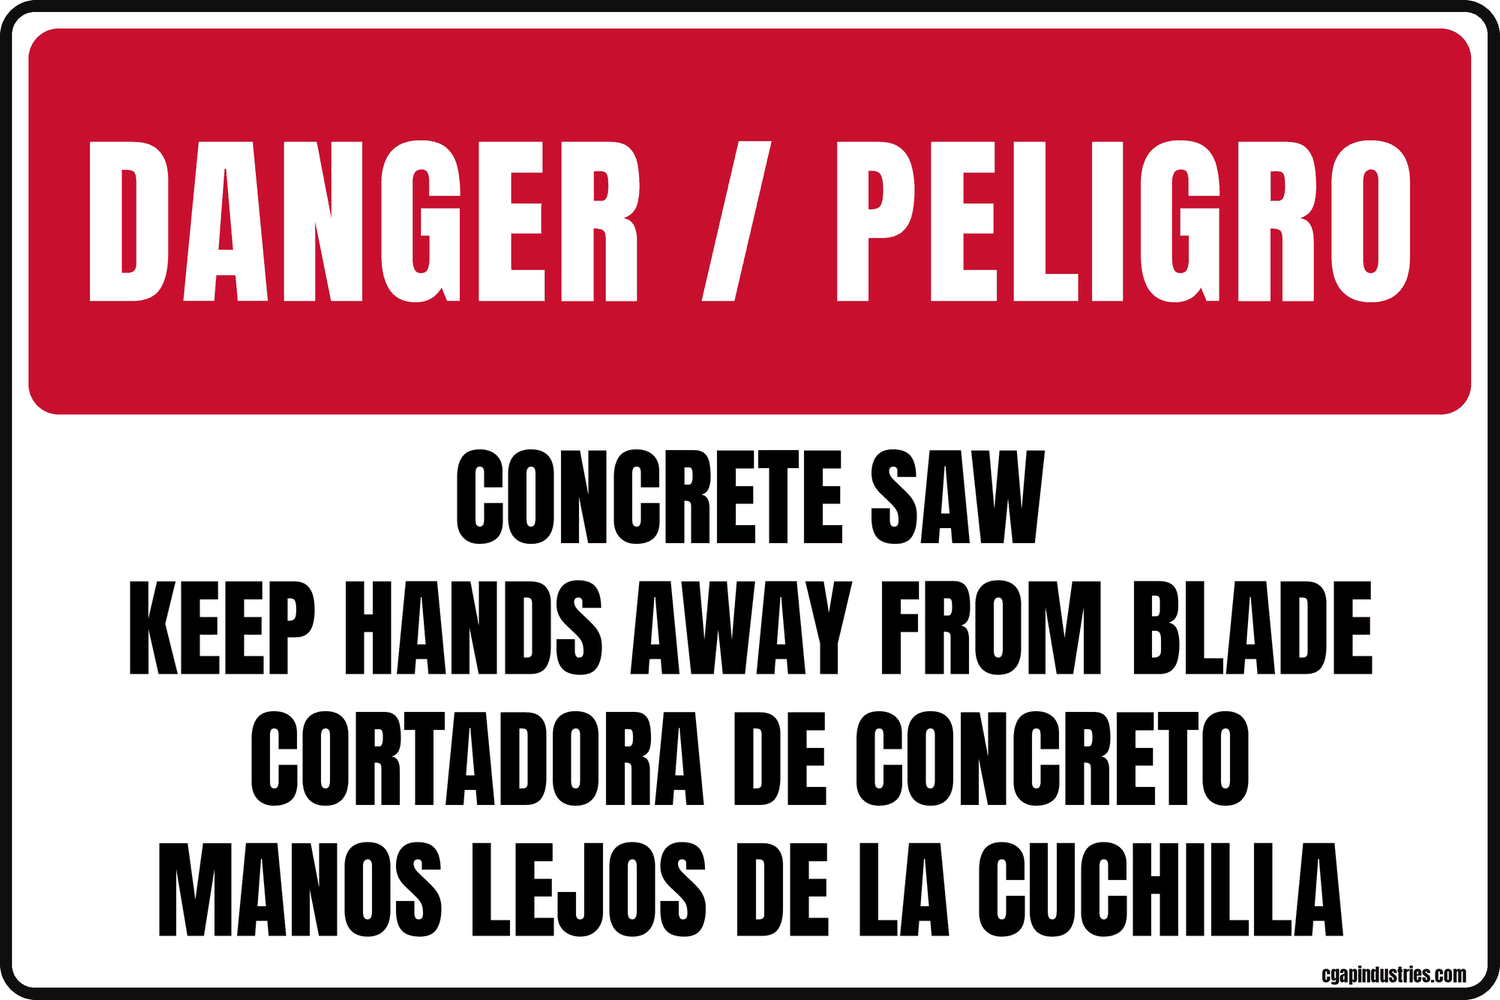 DANGER / PELIGRO
CONCRETE SAW
KEEP HANDS AWAY FROM BLADE
CORTADORA DE CONCRETO
MANOS LEJOS DE LA CUCHILLA
cgapindustries.com